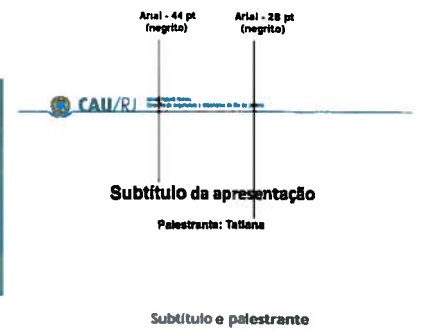 Arial - 44 pt
(negrito)
Arial - 28 pt
(negrito)
CAU/RJ
Subtítulo da apresentação
Palestrante: Tatiana
Subtítulo e palestrante